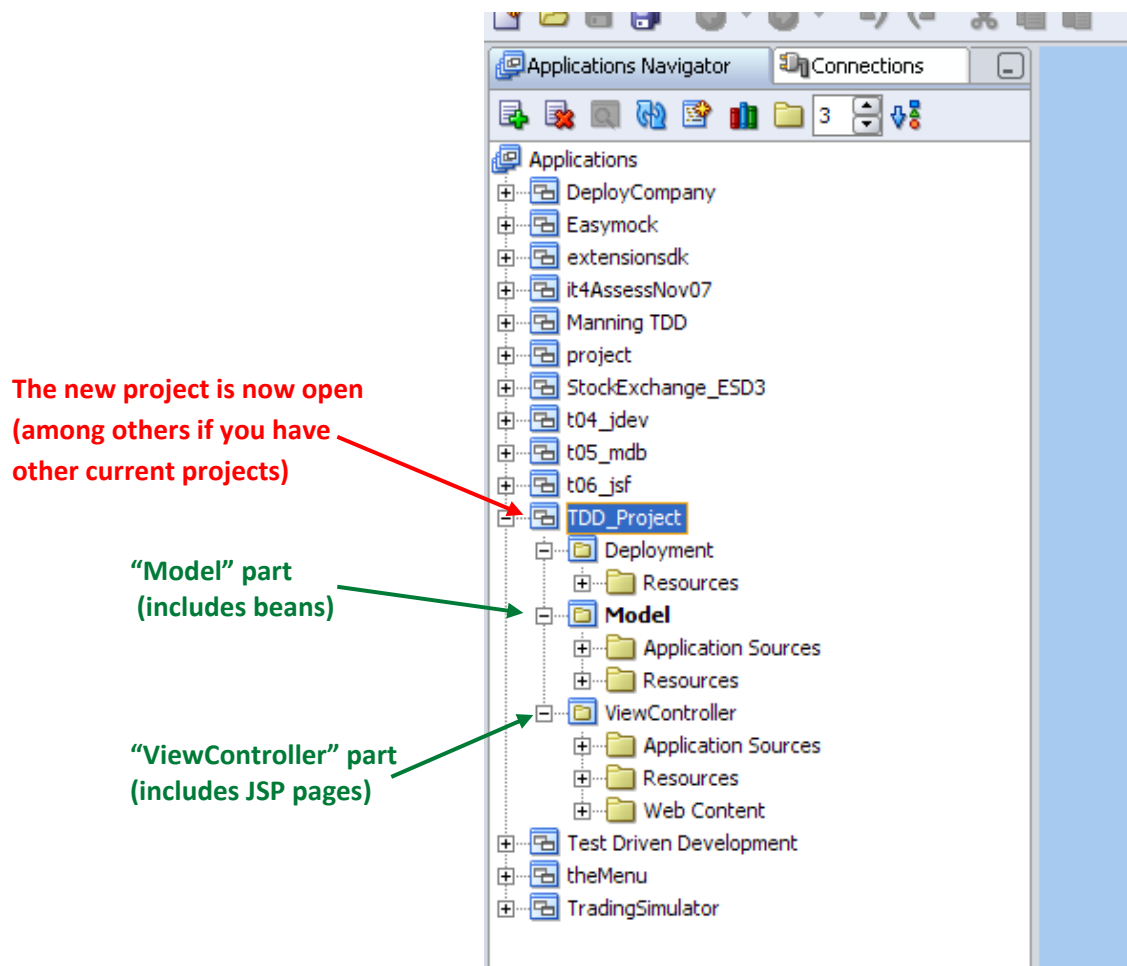 Applications Navigator
Connections
3
Applications
DeployCompany
Easymock
extensionsdk
it4AssessNov07
Manning TDD
project
StockExchange_ESD3
t04_jdev
t05_mdb
t06_jsf
TDD_Project
Deployment
Resources
Model
Application Sources
Resources
ViewController
Application Sources
Resources
Web Content
Test Driven Development
theMenu
TradingSimulator
The new project is now open
(among others if you have
other current projects)
“Model” part
(includes beans)
“ViewController” part
(includes JSP pages)